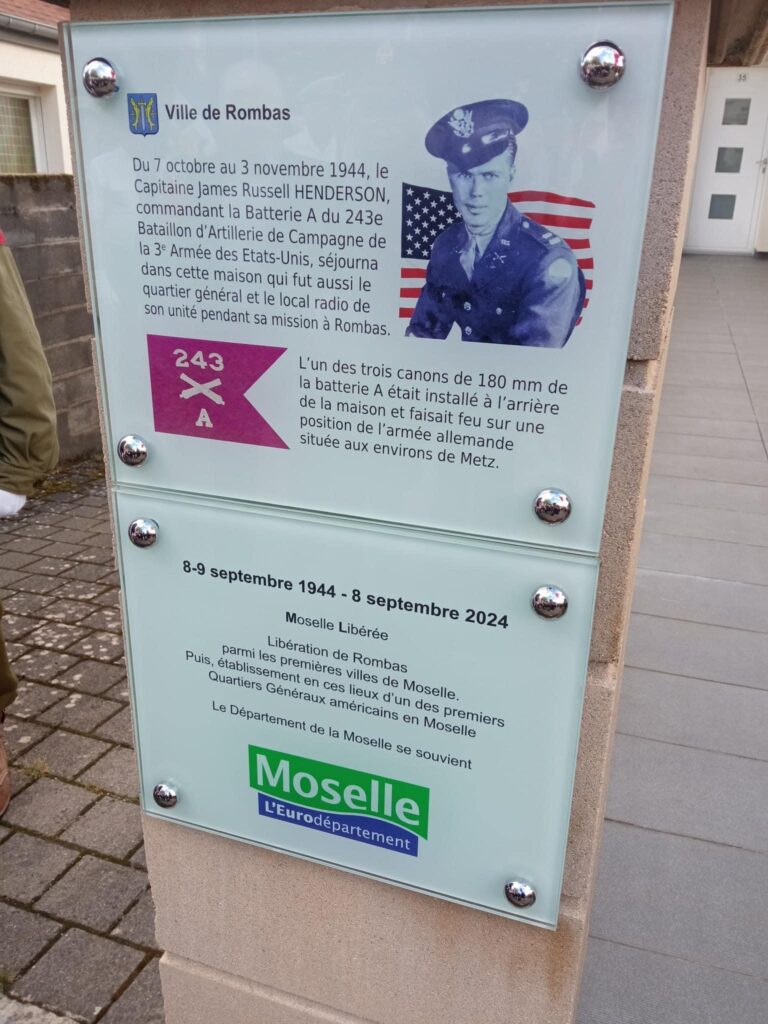 35
Ville de Rombas
Du 7 octobre au 3 novembre 1944, le
Capitaine James Russell HENDERSON,
commandant la Batterie A du 243e
Bataillon d'Artillerie de Campagne de
la 3e Armée des Etats-Unis, séjourna
dans cette maison qui fut aussi le
quartier général et le local radio de
son unité pendant sa mission à Rombas.
243
A
L'un des trois canons de 180 mm de
la batterie A était installé à l'arrière
de la maison et faisait feu sur une
position de l'armée allemande
située aux environs de Metz.
8-9 septembre 1944 - 8 septembre 2024
Moselle Libérée
Libération de Rombas
parmi les premières villes de Moselle.
Puis, établissement en ces lieux d'un des premiers
Quartiers Généraux américains en Moselle
Le Département de la Moselle se souvient
Moselle
L'Eurodépartement